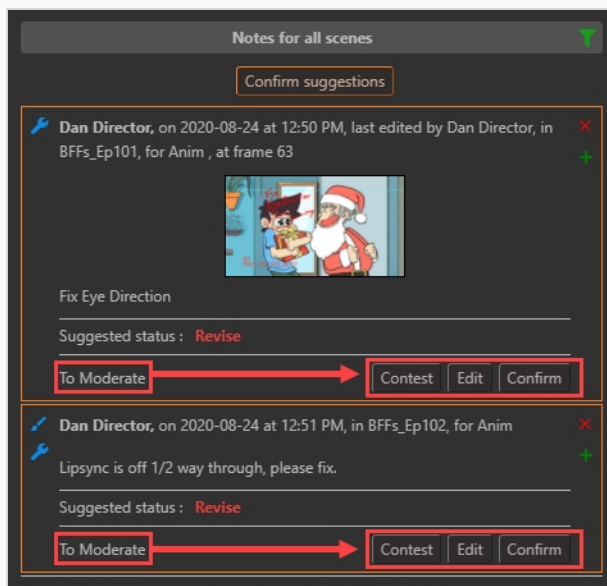 Notes for all scenes
Confirm suggestions
Dan Director, on 2020-08-24 at 12:50 PM, last edited by Dan Director, in
BFFs_Ep101, for Anim , at frame 63
Fix Eye Direction
Suggested status : Revise
To Moderate Contest Edit Confirm
Dan Director, on 2020-08-24 at 12:51 PM, in BFFs_Ep102, for Anim
Lipsync is off 1/2 way through, please fix.
Suggested status : Revise
To Moderate Contest Edit Confirm